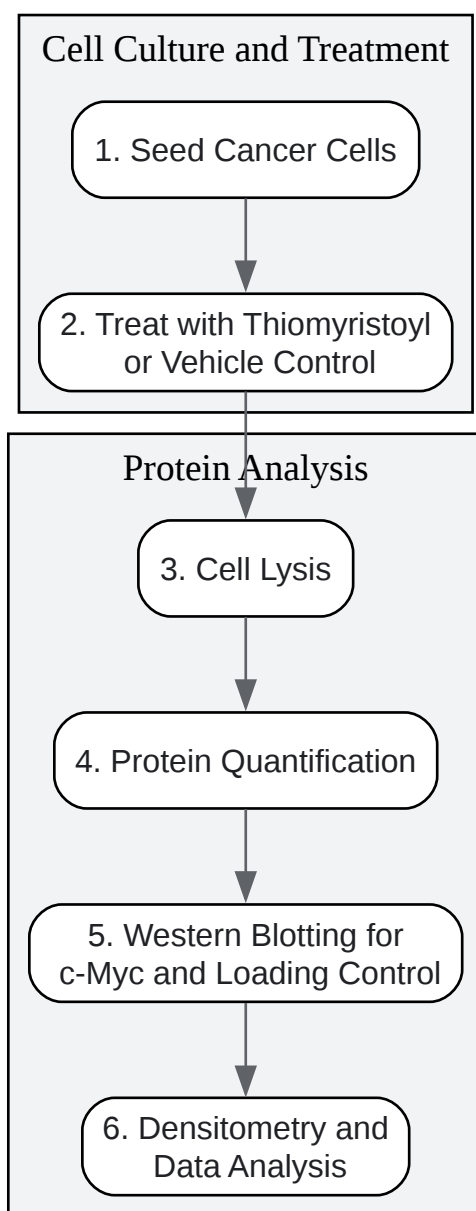 Cell Culture and Treatment
1. Seed Cancer Cells
2. Treat with Thiomyristoyl
or Vehicle Control
Protein Analysis
3. Cell Lysis
4. Protein Quantification
5. Western Blotting for
c-Myc and Loading Control
6. Densitometry and
Data Analysis